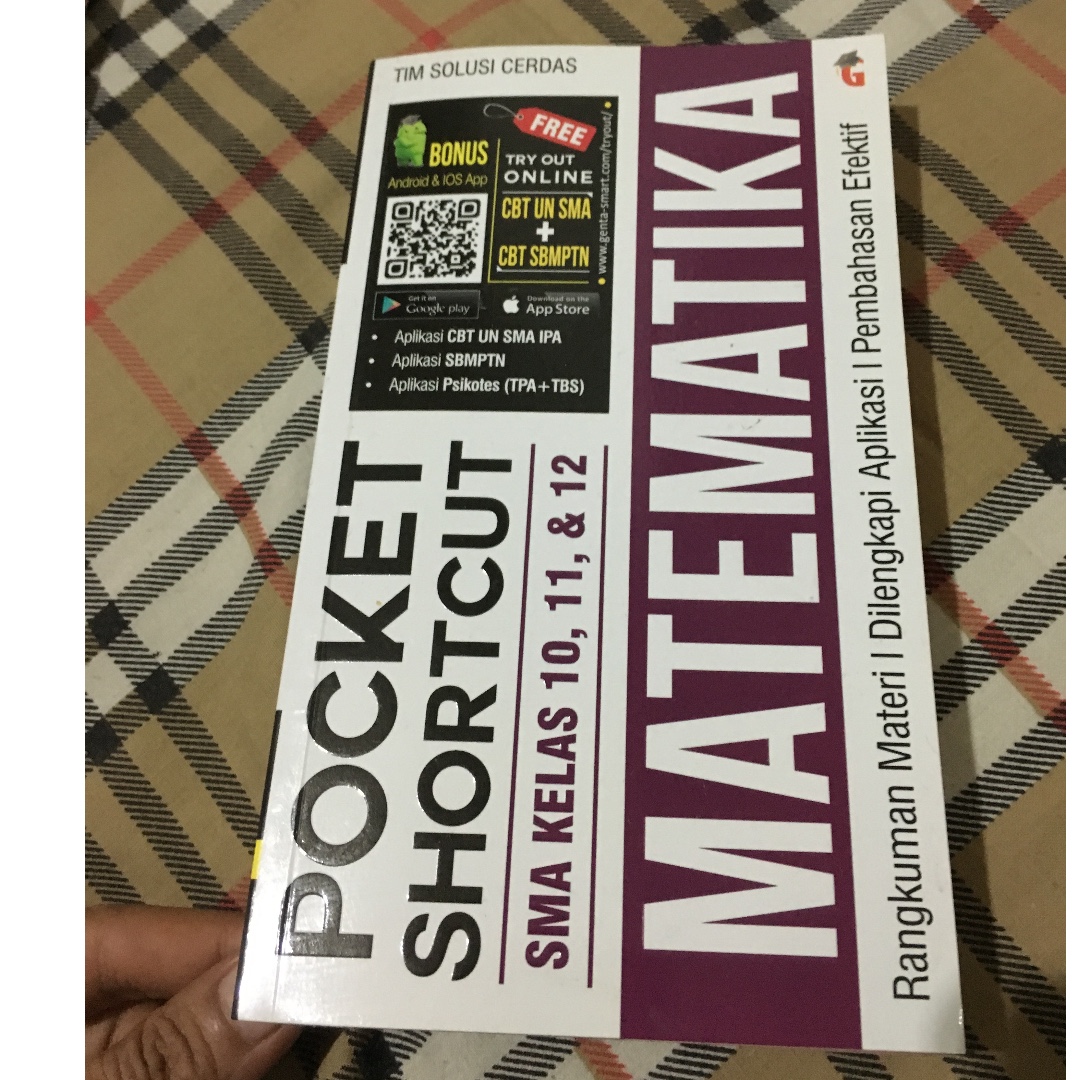 TIM SOLUSI CERDAS
FREE
BONUS
Android & IOS App
TRY OUT
ONLINE
CBT UN SMA
+
CBT SBMPTN
www.genta-smart.com/tryout/
Get it on
Google play
Download on the
App Store
• Aplikasi CBT UN SMA IPA
• Aplikasi SBMPTN
• Aplikasi Psikotes (TPA+TBS)
POCKET
SHORTCUT
SMA KELAS 10, 11, & 12
MATEMATIKA
G
Rangkuman Materi I Dilengkapi Aplikasi I Pembahasan Efektif